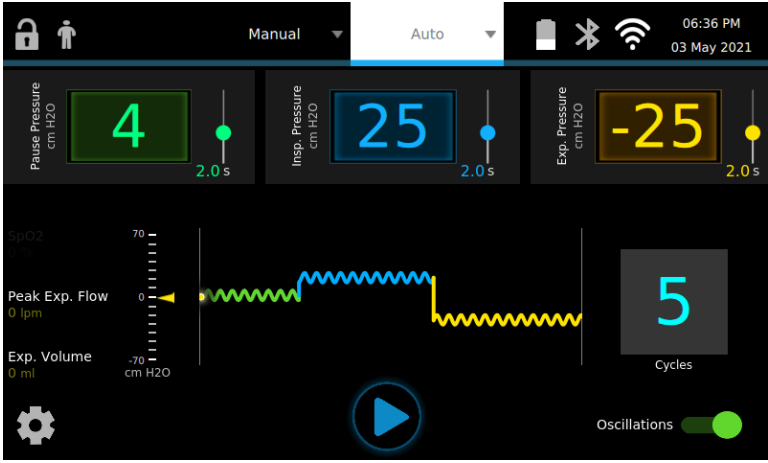 Manual
Auto
06:36 PM
03 May 2021
Pause Pressure
cm H2O
4
2.0 s
Insp. Pressure
cm H2O
25
2.0 s
Exp. Pressure
cm H2O
-25
2.0 s
SpO2
70
Peak Exp. Flow
0 lpm
0
Exp. Volume
0 ml
-70
cm H2O
5
Cycles
Oscillations